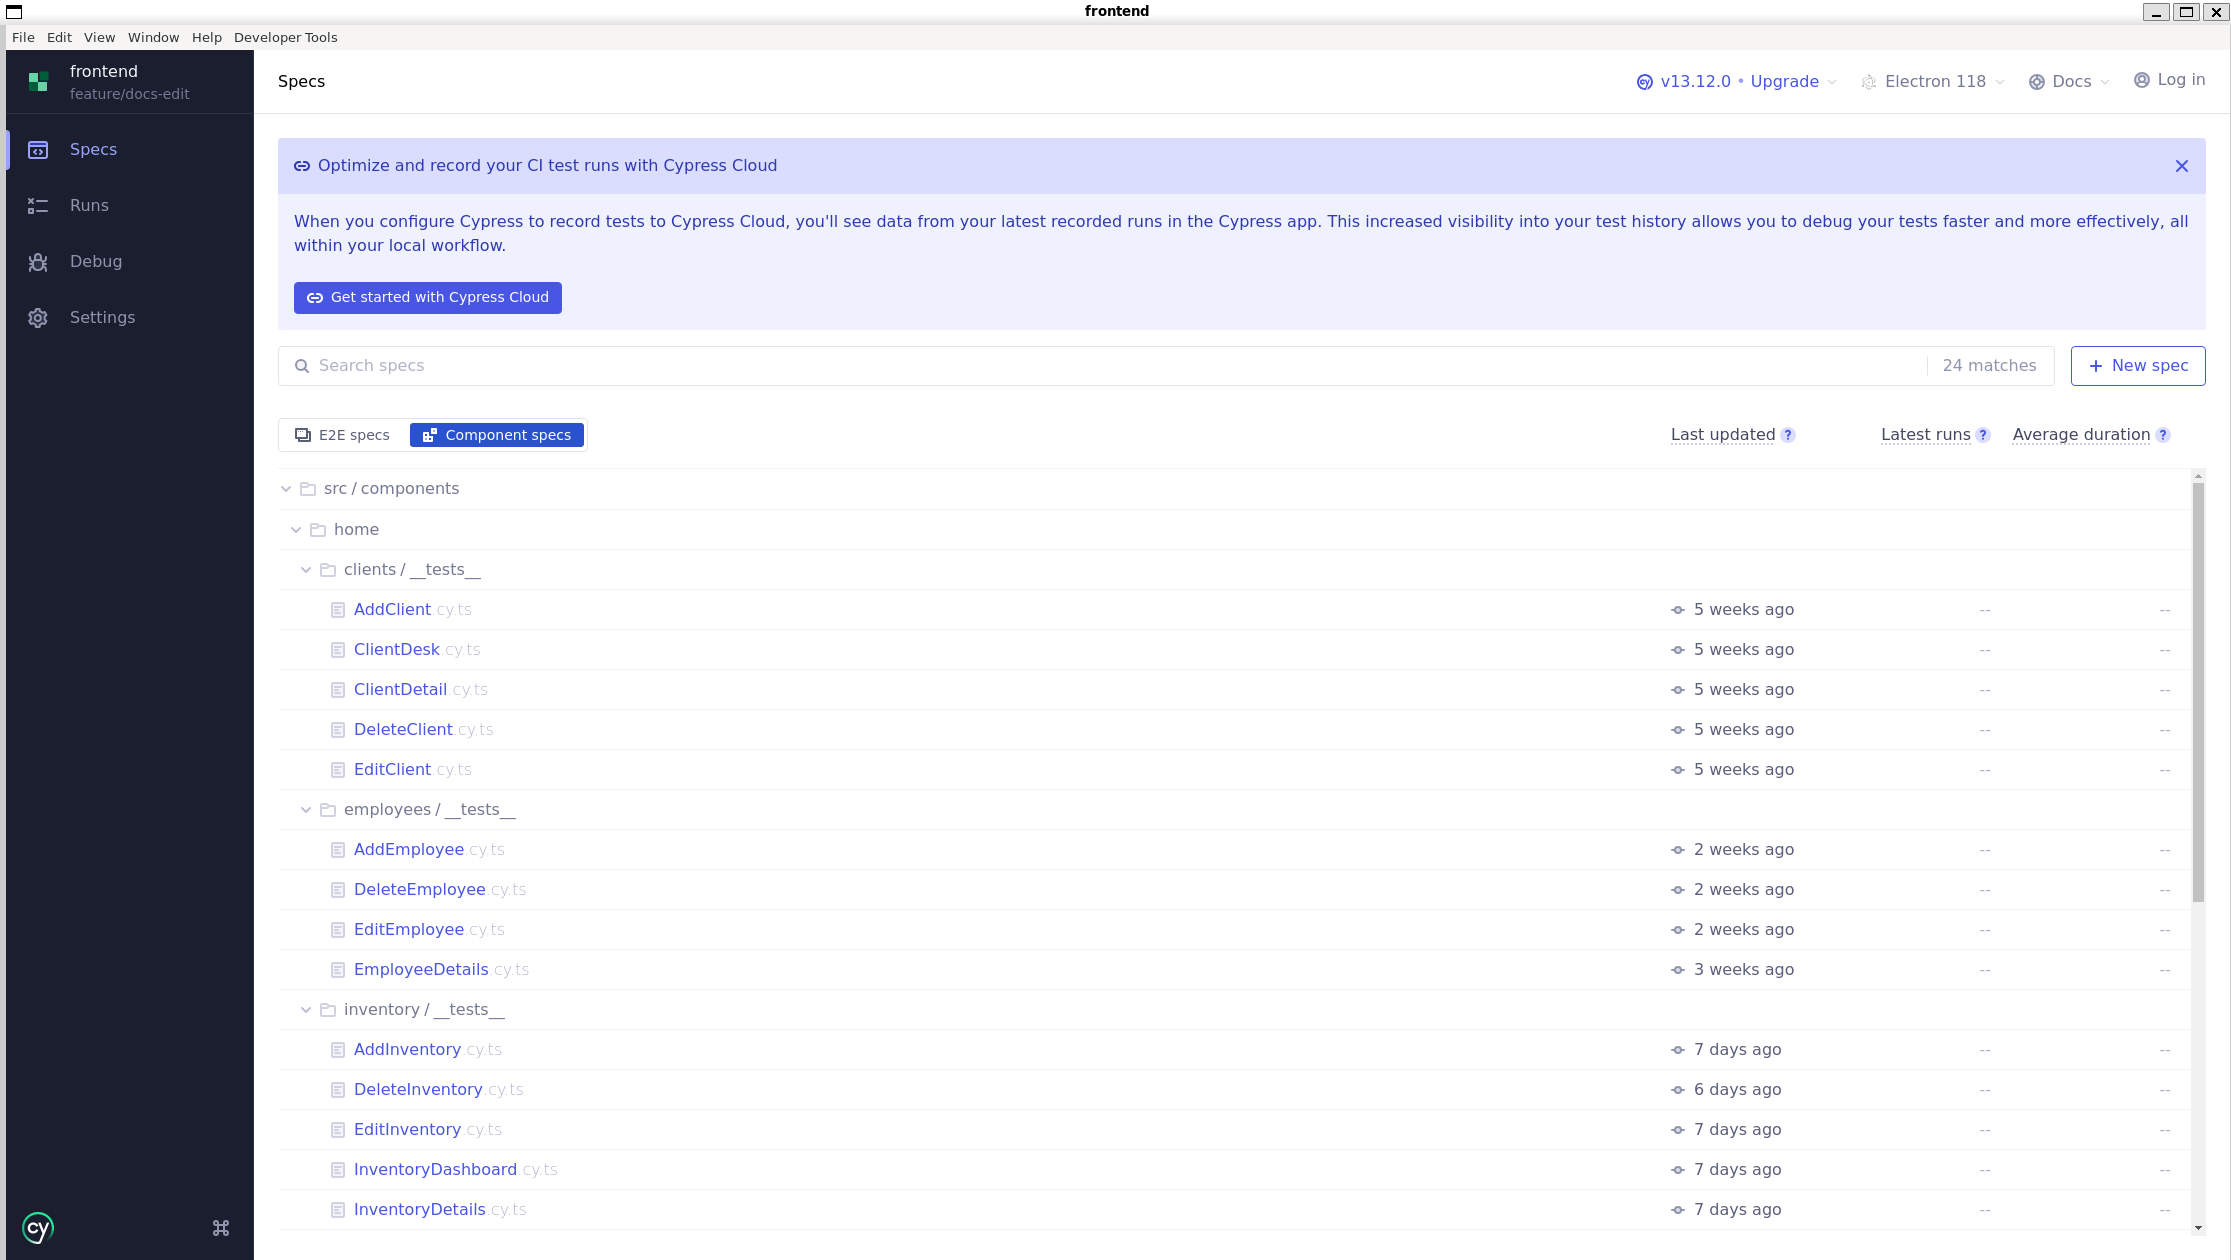 frontend
File Edit View Window Help Developer Tools
frontend
feature/docs-edit
Specs
Runs
Debug
Settings
cy
Specs
v13.12.0 • Upgrade
Electron 118
Docs
Log in
Optimize and record your CI test runs with Cypress Cloud
When you configure Cypress to record tests to Cypress Cloud, you'll see data from your latest recorded runs in the Cypress app. This increased visibility into your test history allows you to debug your tests faster and more effectively, all
within your local workflow.
Get started with Cypress Cloud
Search specs
24 matches
+ New spec
E2E specs
Component specs
Last updated ?
Latest runs ?
Average duration ?
src / components
home
clients / __tests__
AddClient.cy.ts 5 weeks ago -- --
ClientDesk.cy.ts 5 weeks ago -- --
ClientDetail.cy.ts 5 weeks ago -- --
DeleteClient.cy.ts 5 weeks ago -- --
EditClient.cy.ts 5 weeks ago -- --
employees / __tests__
AddEmployee.cy.ts 2 weeks ago -- --
DeleteEmployee.cy.ts 2 weeks ago -- --
EditEmployee.cy.ts 2 weeks ago -- --
EmployeeDetails.cy.ts 3 weeks ago -- --
inventory / __tests__
AddInventory.cy.ts 7 days ago -- --
DeleteInventory.cy.ts 6 days ago -- --
EditInventory.cy.ts 7 days ago -- --
InventoryDashboard.cy.ts 7 days ago -- --
InventoryDetails.cy.ts 7 days ago -- --